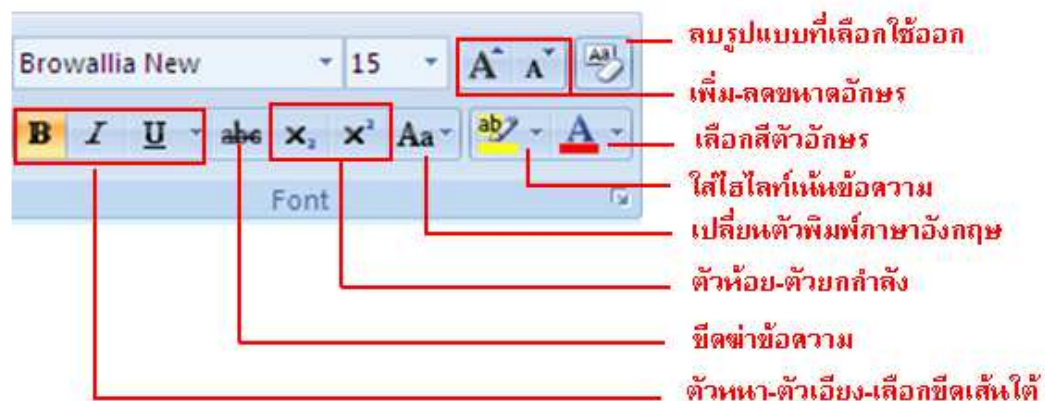 ลบรูปแบบที่เลือกใช้ออก
Browallia New 15 A A Aa
เพิ่ม-ลดขนาดอักษร
B I U abc x₂ x² Aa ab A
เลือกสีตัวอักษร
ใส่ไฮไลท์เน้นข้อความ
Font
เปลี่ยนตัวพิมพ์ภาษาอังกฤษ
ตัวห้อย-ตัวยกกำลัง
ขีดฆ่าข้อความ
ตัวหนา-ตัวเอียง-เลือกขีดเส้นใต้